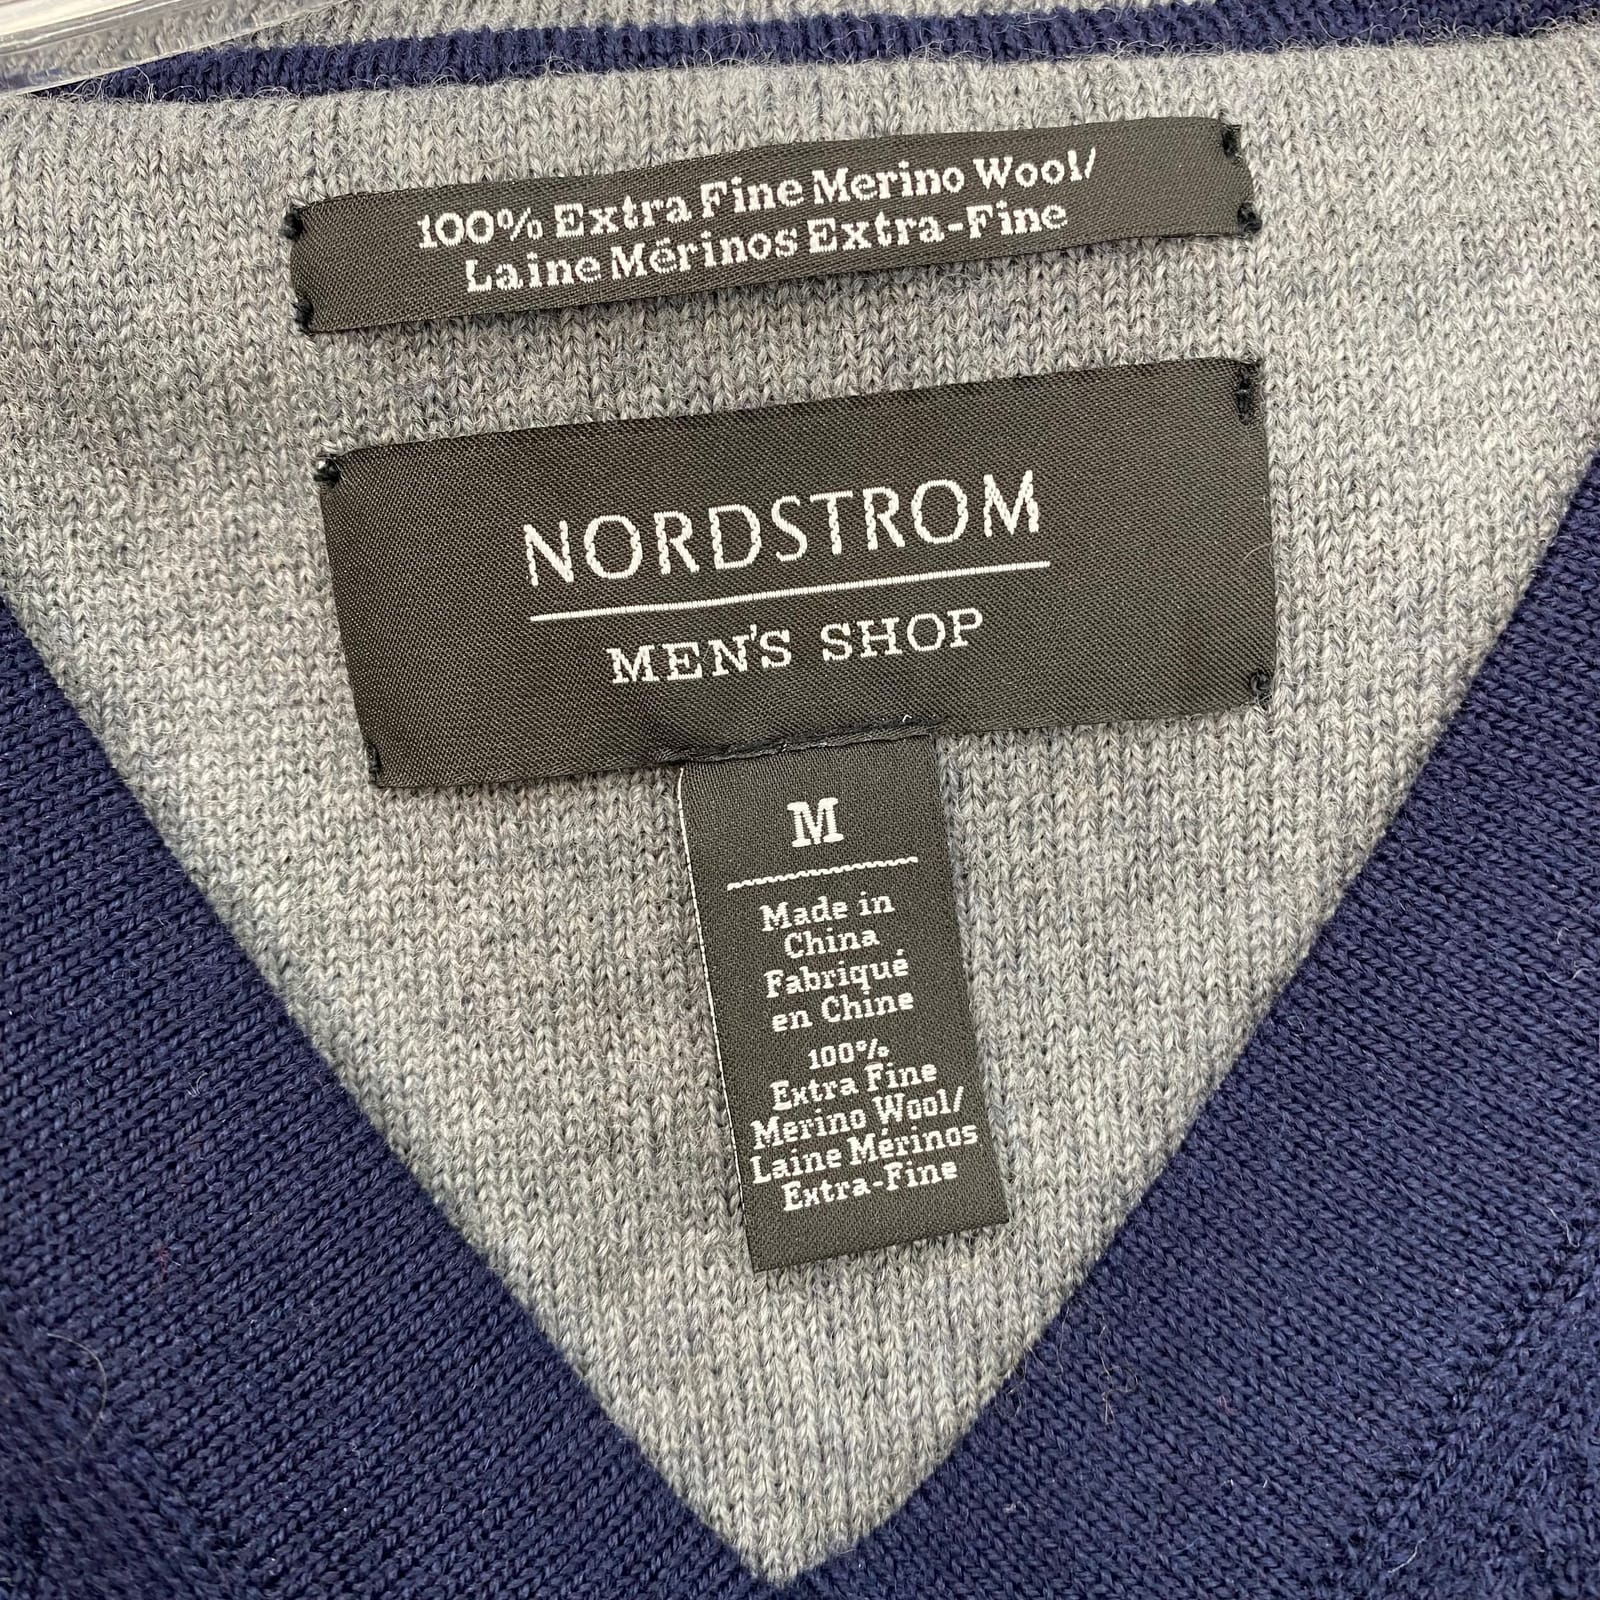 100% Extra Fine Merino Wool/
Laine Mérinos Extra-Fine
NORDSTROM
MEN'S SHOP
M
Made in
China
Fabriqué
en Chine
100%
Extra Fine
Merino Wool/
Laine Mérinos
Extra-Fine